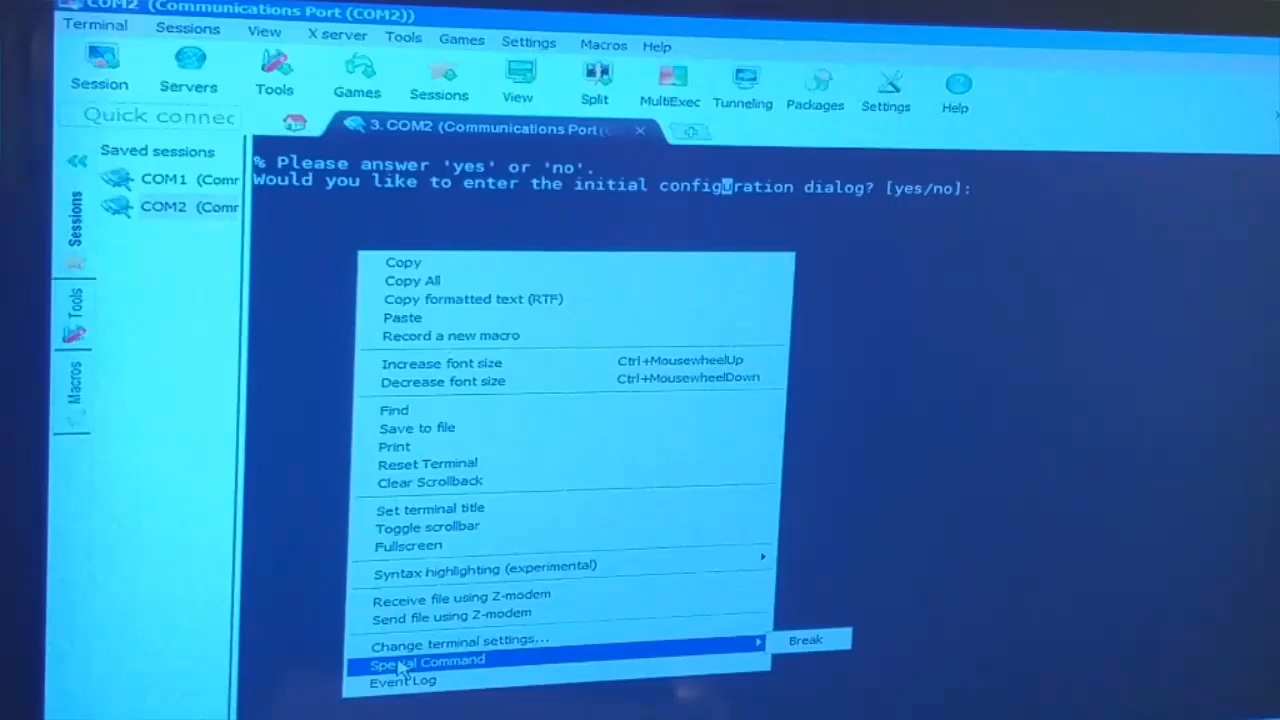 COM2 (Communications Port (COM2))
Terminal Sessions View X server Tools Games Settings Macros Help
Session Servers Tools Games Sessions View Split MultiExec Tunneling Packages Settings Help
Quick connec
3. COM2 (Communications Port (
Saved sessions
COM1 (Comr
COM2 (Comr
Sessions
Tools
Macros
% Please answer 'yes' or 'no'.
Would you like to enter the initial configuration dialog? [yes/no]:
Copy
Copy All
Copy formatted text (RTF)
Paste
Record a new macro
Increase font size Ctrl+MousewheelUp
Decrease font size Ctrl+MousewheelDown
Find
Save to file
Print
Reset Terminal
Clear Scrollback
Set terminal title
Toggle scrollbar
Fullscreen
Syntax highlighting (experimental)
Receive file using Z-modem
Send file using Z-modem
Change terminal settings...
Special Command
Break
Event Log